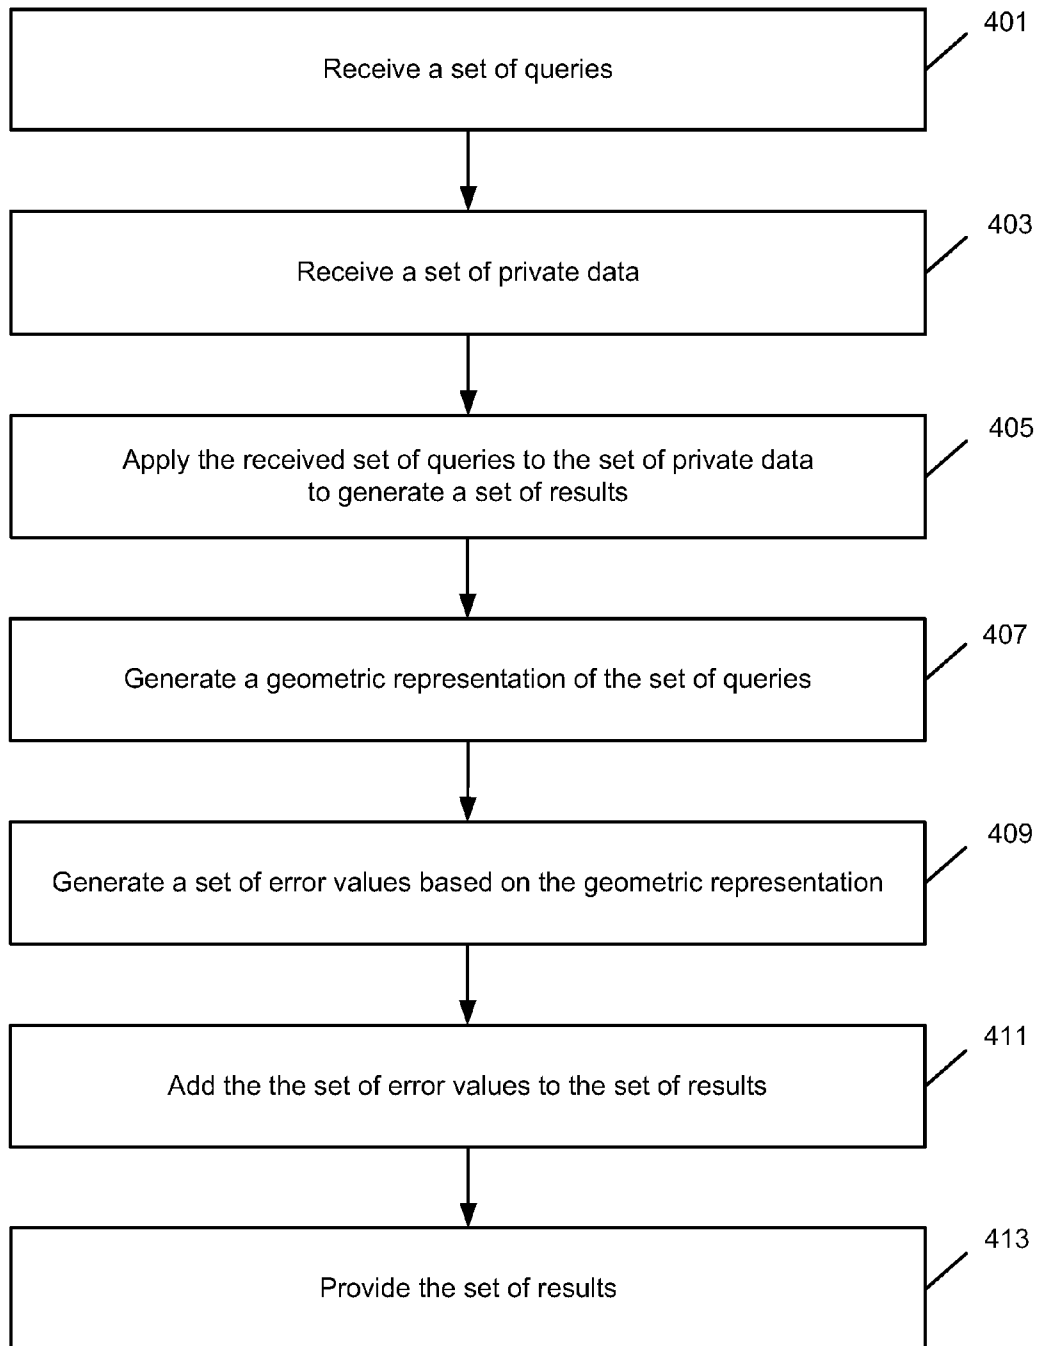 401
Receive a set of queries
403
Receive a set of private data
405
Apply the received set of queries to the set of private data
to generate a set of results
407
Generate a geometric representation of the set of queries
409
Generate a set of error values based on the geometric representation
411
Add the the set of error values to the set of results
413
Provide the set of results